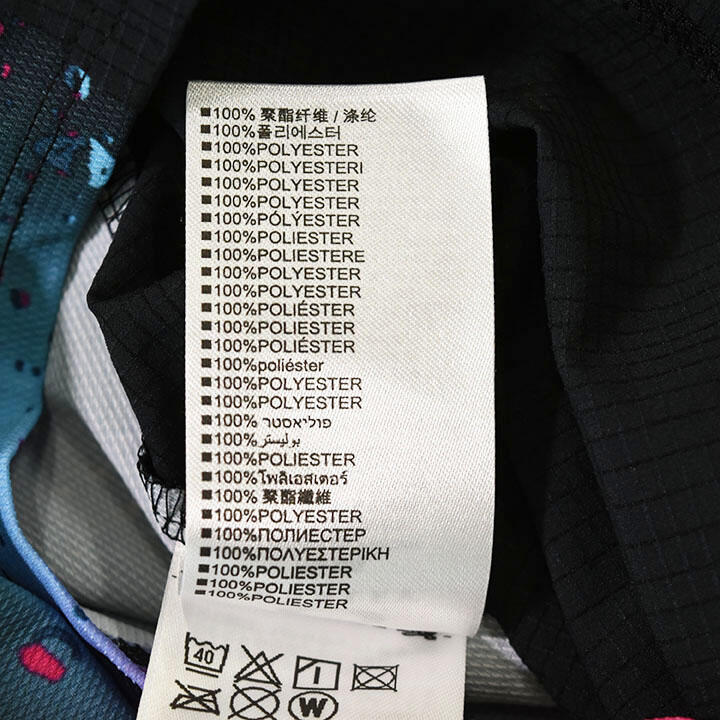 ■100% 聚酯纤维 / 涤纶
■100%폴리에스터
■100%POLYESTER
■100%POLYESTERI
■100%POLYESTER
■100%POLYESTER
■100%PÓLÝESTER
■100%POLIESTER
■100%POLIESTERE
■100%POLYESTER
■100%POLYESTER
■100%POLIÉSTER
■100%POLIESTER
■100%POLIÉSTER
■100%poliéster
■100%POLYESTER
■100%POLYESTER
■100% פוליאסטר
■100%بوليستر
■100%POLIESTER
■100%โพลิเอสเตอร์
■100% 聚酯纖維
■100%POLYESTER
■100%ПОЛИЕСТЕР
■100%ΠΟΛΥΕΣΤΕΡΙΚΗ
■100%POLIESTER
■100%POLIESTER
■100%POLIESTER
40
W